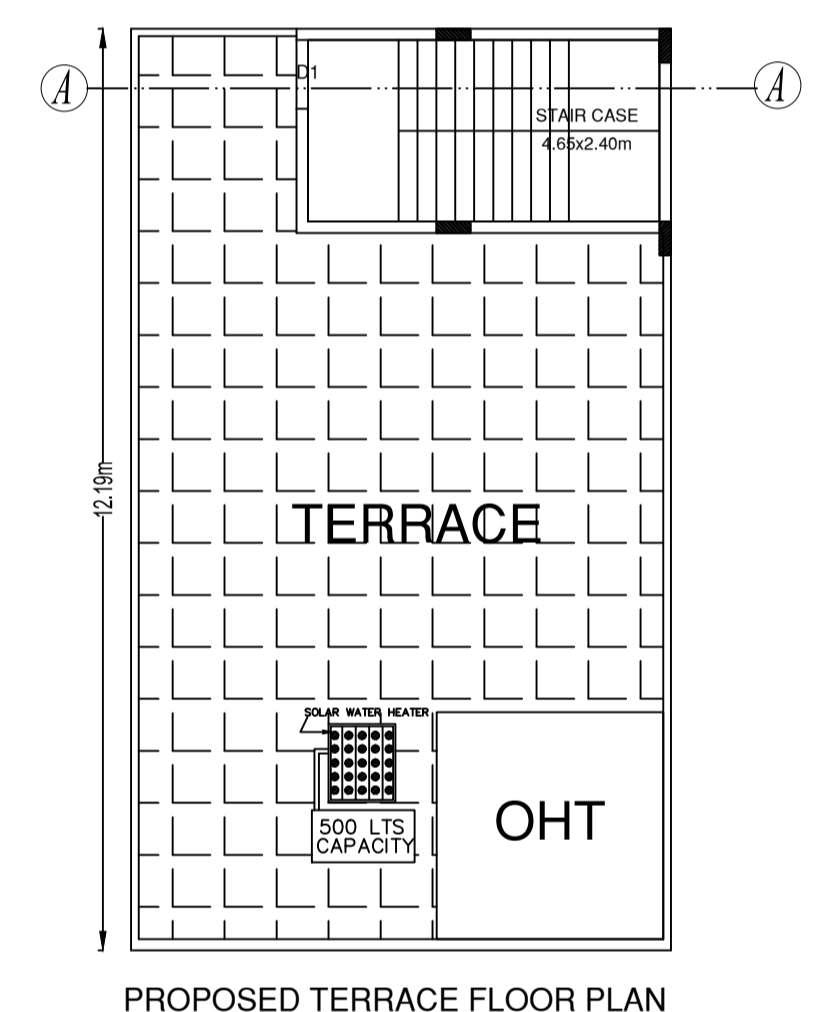 A
A
D1
STAIR CASE
4.65x2.40m
12.19m
TERRACE
SOLAR WATER HEATER
500 LTS
CAPACITY
OHT
PROPOSED TERRACE FLOOR PLAN